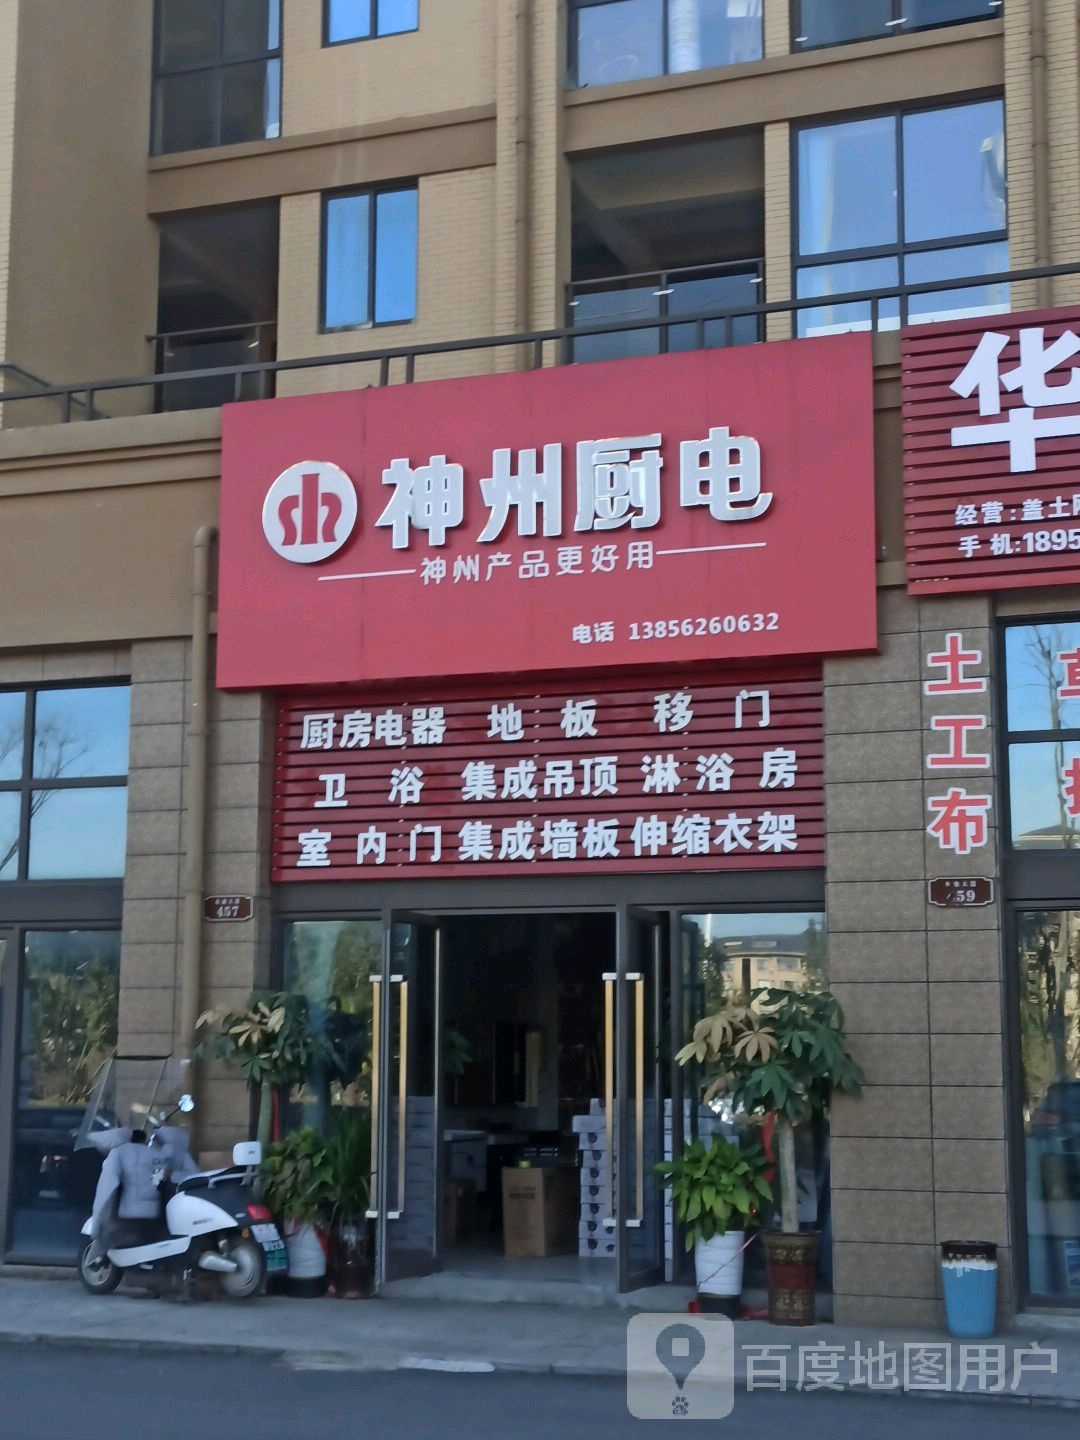 sh
神州厨电
神州产品更好用
电话 13856260632
厨房电器 地板 移门
卫浴 集成吊顶 淋浴房
室内门 集成墙板 伸缩衣架
457
华
经营:盖土
手机:1895
土工布
59
百度地图用户